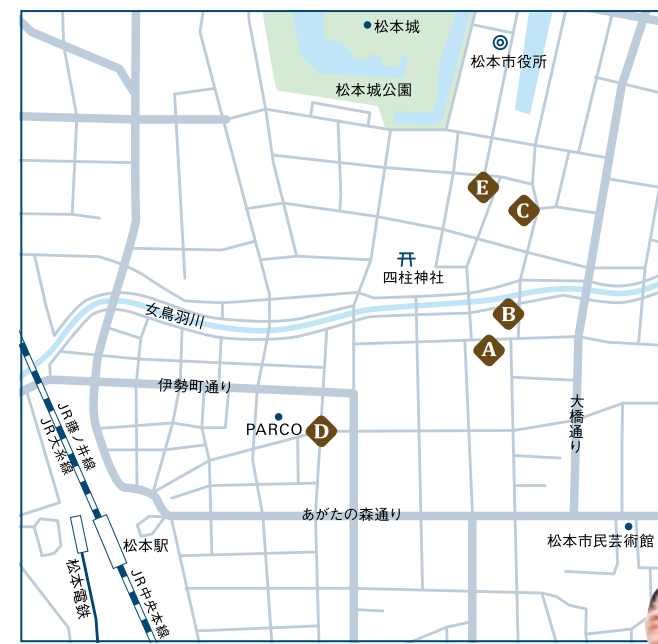 松本城
松本市役所
松本城公園
E
C
四柱神社
女鳥羽川
B
A
伊勢町通り
大橋通り
PARCO
D
JR篠ノ井線
JR大糸線
あがたの森通り
松本市民芸術館
松本駅
松本電鉄
JR中央本線